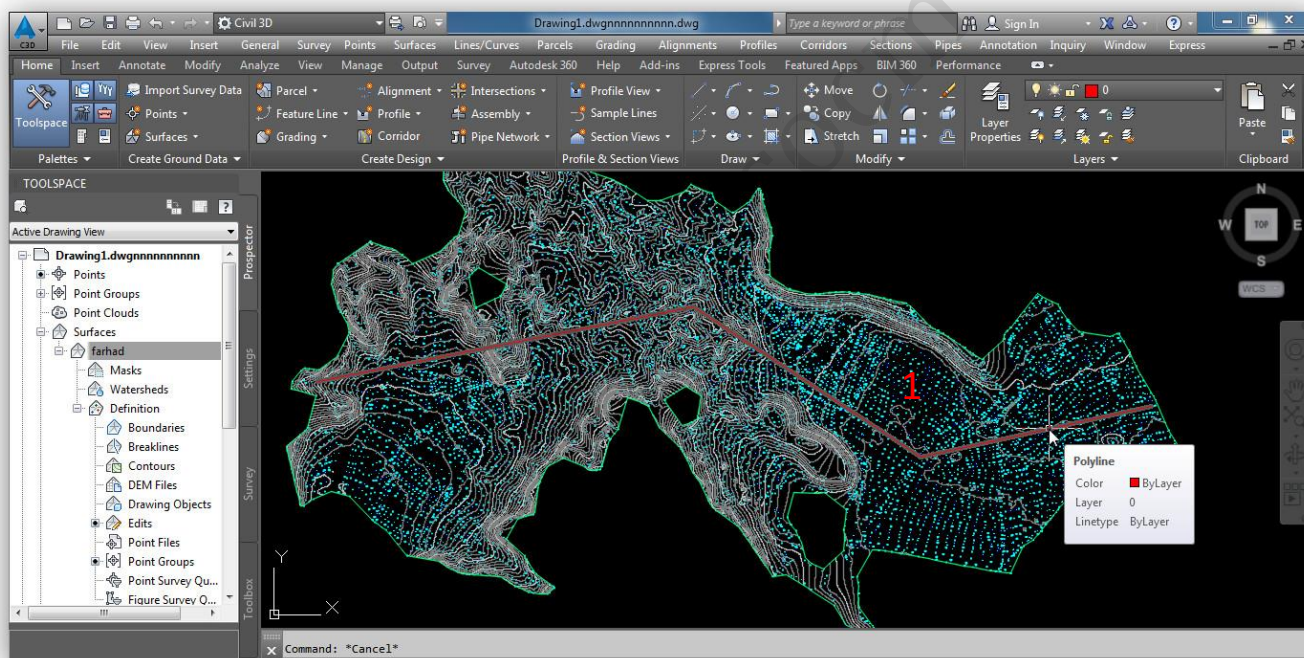 Civil 3D
Drawing1.dwgnnnnnnnnnn.dwg
Type a keyword or phrase
Sign In
C3D
File Edit View Insert General Survey Points Surfaces Lines/Curves Parcels Grading Alignments Profiles Corridors Sections Pipes Annotation Inquiry Window Express
Home Insert Annotate Modify Analyze View Manage Output Survey Autodesk 360 Help Add-ins Express Tools Featured Apps BIM 360 Performance
Import Survey Data Parcel Alignment Intersections Profile View Move 0
Points Feature Line Profile Assembly Sample Lines Copy
Toolspace Surfaces Grading Corridor Pipe Network Section Views Stretch Layer Properties Paste
Palettes Create Ground Data Create Design Profile & Section Views Draw Modify Layers Clipboard
TOOLSPACE
Active Drawing View
Drawing1.dwgnnnnnnnnnn
Points
Point Groups
Point Clouds
Surfaces
farhad
Masks
Watersheds
Definition
Boundaries
Breaklines
Contours
DEM Files
Drawing Objects
Edits
Point Files
Point Groups
Point Survey Qu...
Figure Survey Q...
Prospector
Settings
Survey
Toolbox
N
W TOP E
S
WCS
1
Polyline
Color ByLayer
Layer 0
Linetype ByLayer
Y
X
Command: *Cancel*